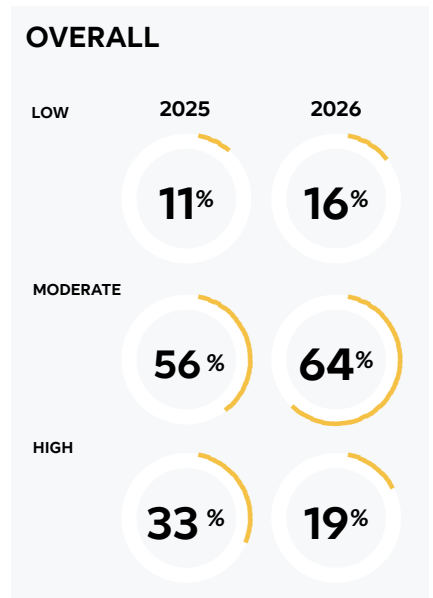 OVERALL
LOW 2025 2026
11% 16%
MODERATE
56 % 64%
HIGH
33 % 19%